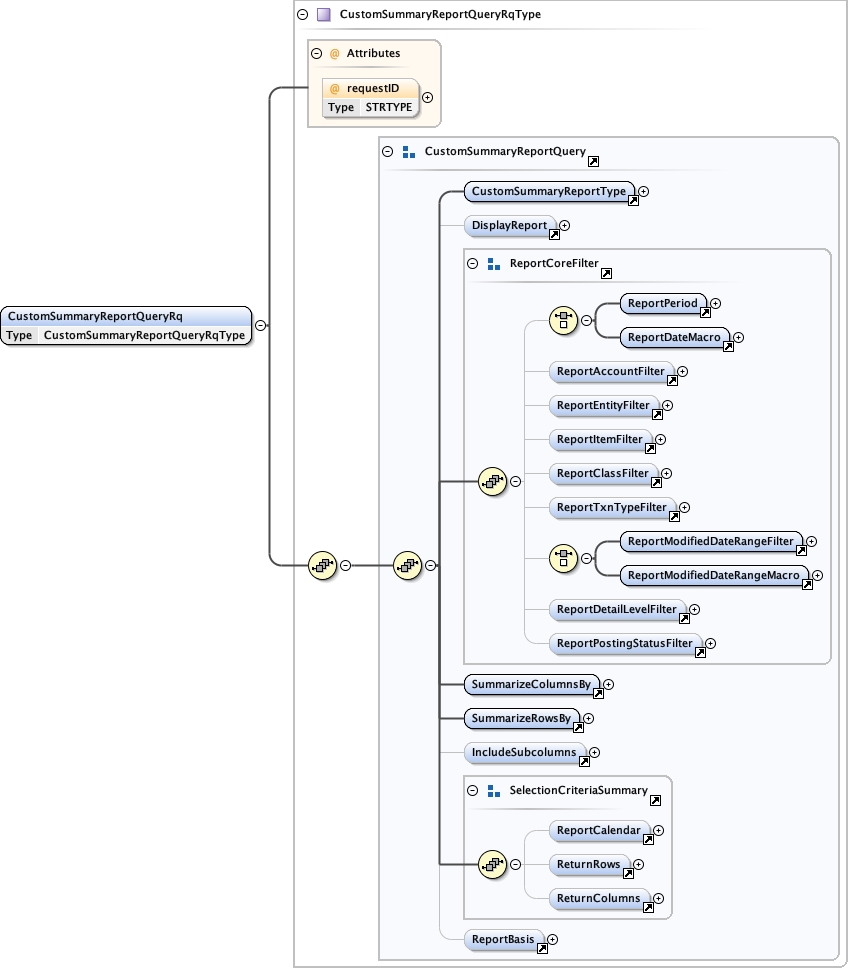 CustomSummaryReportQueryRqType
@ Attributes
@ requestID
Type STRTYPE
CustomSummaryReportQuery
CustomSummaryReportType
DisplayReport
ReportCoreFilter
ReportPeriod
CustomSummaryReportQueryRq
Type CustomSummaryReportQueryRqType
ReportDateMacro
ReportAccountFilter
ReportEntityFilter
ReportItemFilter
ReportClassFilter
ReportTxnTypeFilter
ReportModifiedDateRangeFilter
ReportModifiedDateRangeMacro
ReportDetailLevelFilter
ReportPostingStatusFilter
SummarizeColumnsBy
SummarizeRowsBy
IncludeSubcolumns
SelectionCriteriaSummary
ReportCalendar
ReturnRows
ReturnColumns
ReportBasis